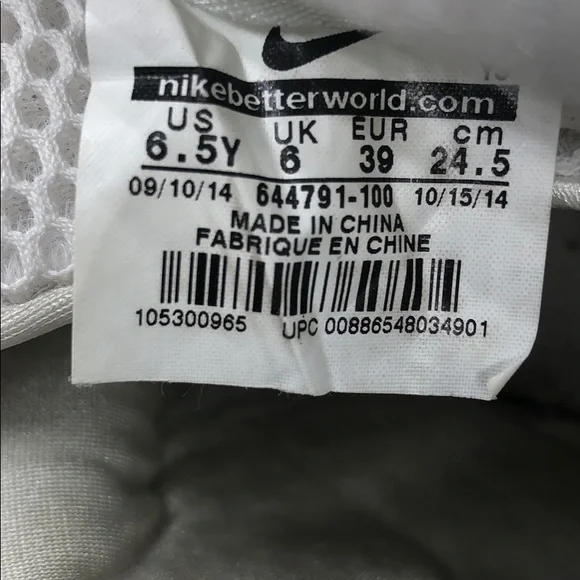 nikebetterworld.com
US UK EUR cm
6.5Y 6 39 24.5
09/10/14 644791-100 10/15/14
MADE IN CHINA
FABRIQUE EN CHINE
105300965 UPC 00886548034901